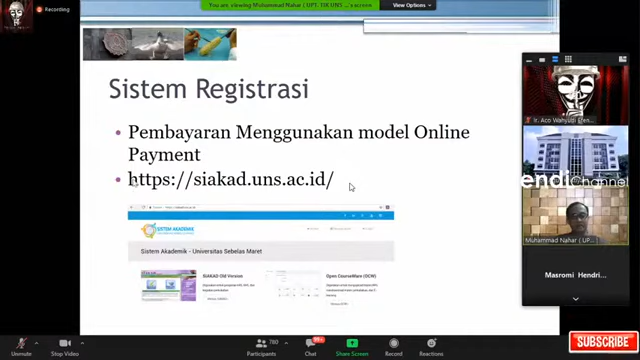 Recording
You are viewing Muhammad Nahar ( UPT. TIK UNS ... screen
View Options
Sistem Registrasi
• Pembayaran Menggunakan model Online
Payment
• https://siakad.uns.ac.id/
SISTEM AKADEMIK
Sistem Akademik - Universitas Sebelas Maret
SIAKAD Old Version
Open CourseWare (OCW)
Ir. Aco Wahyudi Efen...
endi Channel
Muhammad Nahar ( UP...
Masromi Hendri...
Unmute
Stop Video
760
Participants
99+
Chat
Share Screen
Record
Reactions
SUBSCRIBE